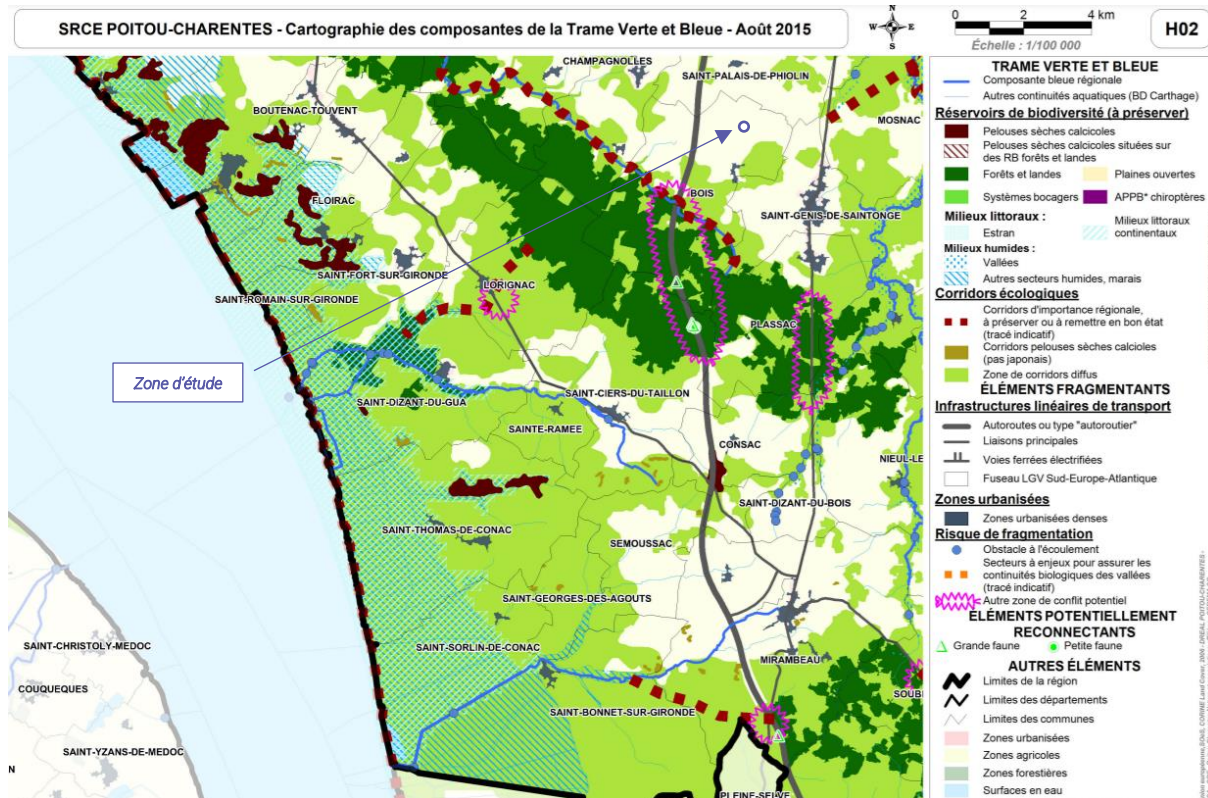 SRCE POITOU-CHARENTES - Cartographie des composantes de la Trame Verte et Bleue - Août 2015
N
W
E
S
0 2 4 km
Échelle : 1/100 000
H02
CHAMPAGNOLLES
SAINT-PALAIS-DE-PHIOLIN
BOUTENAC-TOUVENT
MOSNAC
FLOIRAC
BOIS
SAINT-GENIS-DE-SAINTONGE
SAINT-FORT-SUR-GIRONDE
LORIGNAC
SAINT-ROMAIN-SUR-GIRONDE
PLASSAC
Zone d'étude
SAINT-DIZANT-DU-GUA
SAINT-CIERS-DU-TAILLON
SAINTE-RAMEE
CONSAC
NIEUL-LE
SAINT-DIZANT-DU-BOIS
SAINT-THOMAS-DE-CONAC
SEMOUSSAC
SAINT-GEORGES-DES-AGOUTS
SAINT-CHRISTOLY-MEDOC
SAINT-SORLIN-DE-CONAC
MIRAMBEAU
COUQUEQUES
SOUB
SAINT-BONNET-SUR-GIRONDE
SAINT-YZANS-DE-MEDOC
N
PLEINE-SELVE
TRAME VERTE ET BLEUE
Composante bleue régionale
Autres continuités aquatiques (BD Carthage)
Réservoirs de biodiversité (à préserver)
Pelouses sèches calcicoles
Pelouses sèches calcicoles situées sur
des RB forêts et landes
Forêts et landes Plaines ouvertes
Systèmes bocagers APPB* chiroptères
Milieux littoraux :
Estran
Milieux littoraux
continentaux
Milieux humides :
Vallées
Autres secteurs humides, marais
Corridors écologiques
Corridors d'importance régionale,
à préserver ou à remettre en bon état
(tracé indicatif)
Corridors pelouses sèches calcioles
(pas japonais)
Zone de corridors diffus
ÉLÉMENTS FRAGMENTANTS
Infrastructures linéaires de transport
Autoroutes ou type "autoroutier"
Liaisons principales
Voies ferrées électrifiées
Fuseau LGV Sud-Europe-Atlantique
Zones urbanisées
Zones urbanisées denses
Risque de fragmentation
Obstacle à l'écoulement
Secteurs à enjeu pour assurer les
continuités biologiques des vallées
(tracé indicatif)
Autre zone de conflit potentiel
ÉLÉMENTS POTENTIELLEMENT
RECONNECTANTS
Grande faune Petite faune
AUTRES ÉLÉMENTS
Limites de la région
Limites des départements
Limites des communes
Zones urbanisées
Zones agricoles
Zones forestières
Surfaces en eau